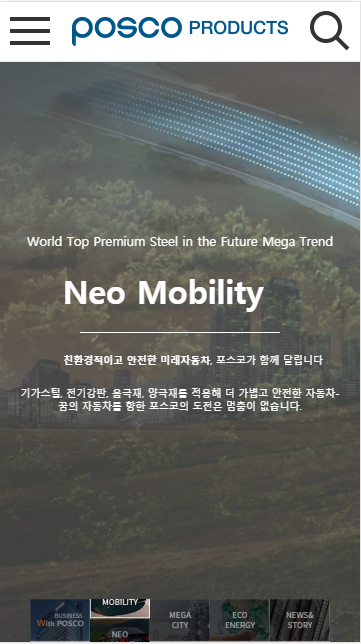 posco PRODUCTS
World Top Premium Steel in the Future Mega Trend
Neo Mobility
친환경적이고 안전한 미래자동차, 포스코가 함께 달립니다
기가스틸, 전기강판, 음극재, 양극재를 적용해 더 가볍고 안전한 자동차-
꿈의 자동차를 향한 포스코의 도전은 멈춤이 없습니다.
BUSINESS
With POSCO
MOBILITY
NEO
MEGA
CITY
ECO
ENERGY
NEWS&
STORY